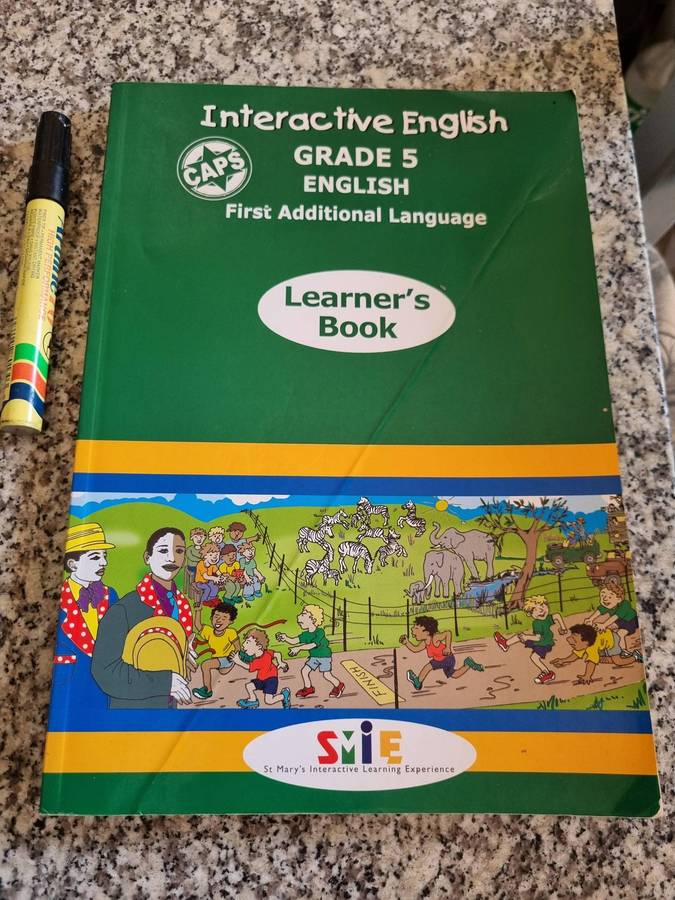 Interactive English
CAPS
GRADE 5
ENGLISH
First Additional Language
Learner's
Book
FINISH
SMiE
St Mary's Interactive Learning Experience